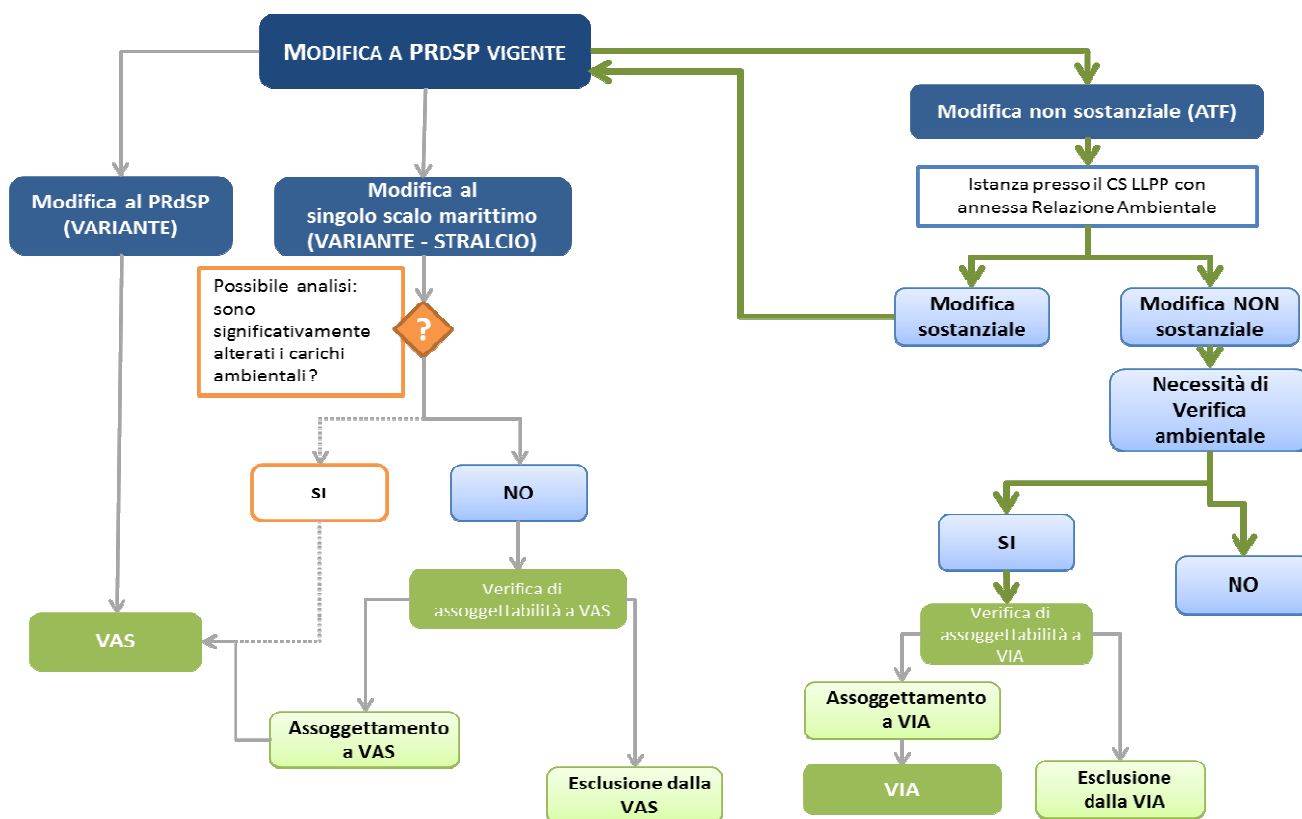 MODIFICA A PRDSP VIGENTE
Modifica non sostanziale (ATF)
Istanza presso il CS LLPP con
annessa Relazione Ambientale
Modifica al PRdSP
(VARIANTE)
Modifica al
singolo scalo marittimo
(VARIANTE - STRALCIO)
Possibile analisi:
sono
significativamente
alterati i carichi
ambientali?
?
Modifica
sostanziale
Modifica NON
sostanziale
Necessità di
Verifica
ambientale
SI
NO
SI
NO
Verifica di
assoggettabilità a VAS
Verifica di
assoggettabilità a
VIA
VAS
Assoggettamento
a VAS
Esclusione dalla
VAS
Assoggettamento
a VIA
VIA
Esclusione
dalla VIA